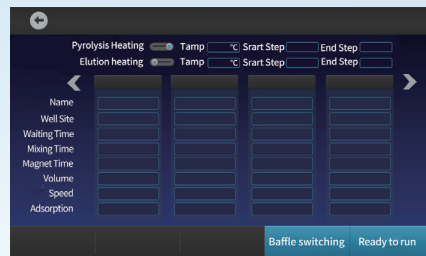 Pyrolysis Heating Tamp °C Srart Step End Step
Elution heating Tamp °C Srart Step End Step
Name
Well Site
Waiting Time
Mixing Time
Magnet Time
Volume
Speed
Adsorption
Baffle switching Ready to run